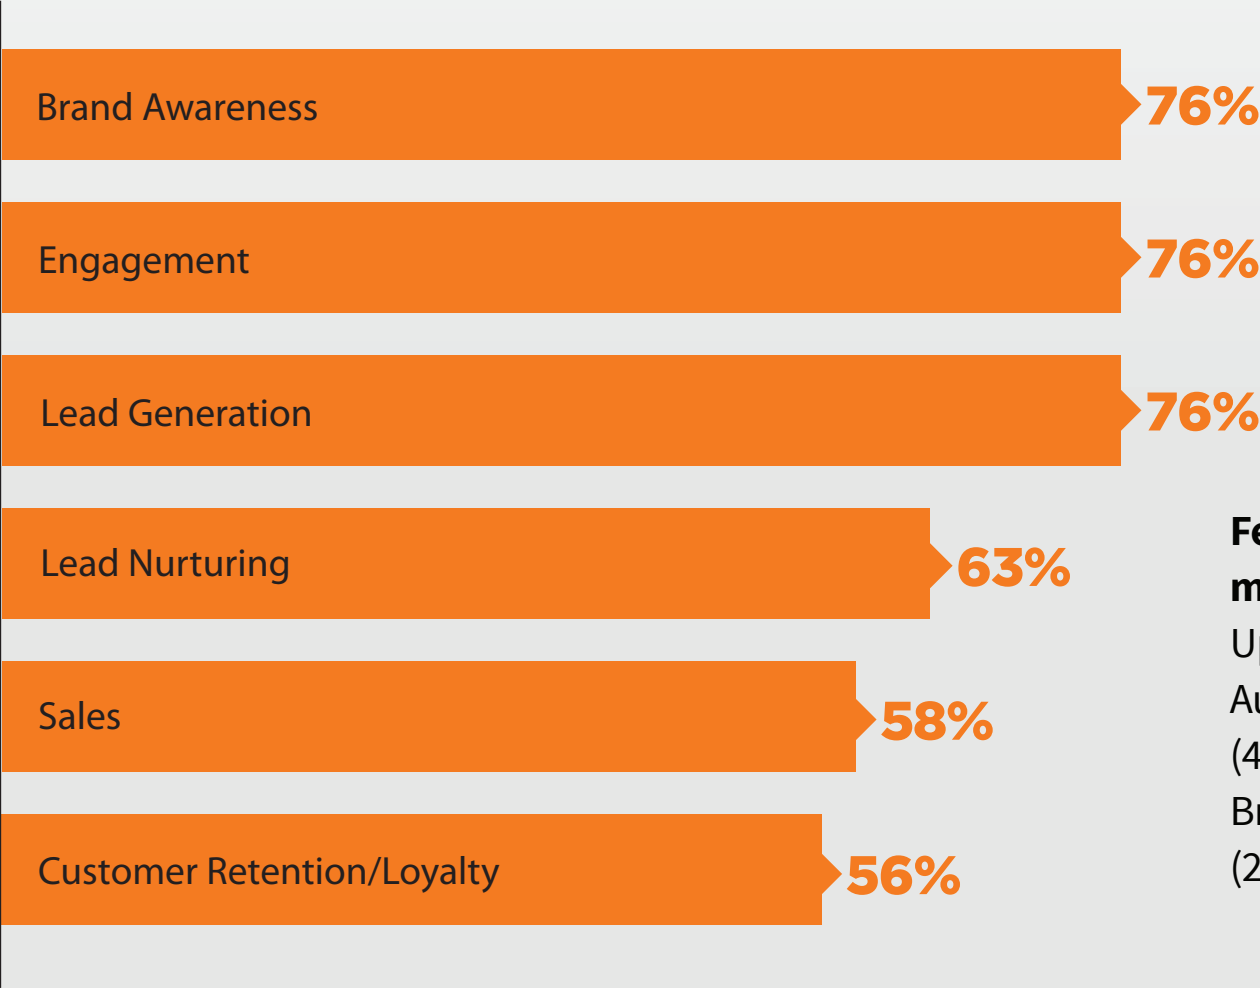 Brand Awareness 76%
Engagement 76%
Lead Generation 76%
Lead Nurturing 63%
Sales 58%
Customer Retention/Loyalty 56%